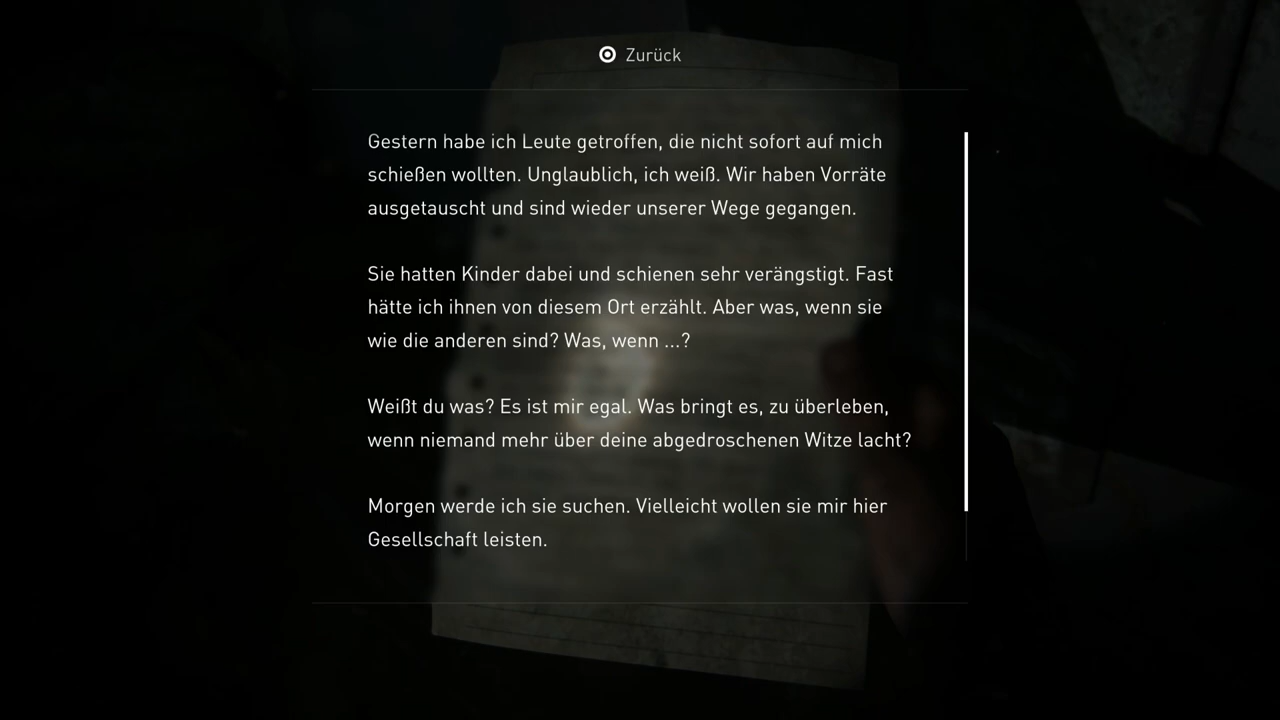 Zurück
Gestern habe ich Leute getroffen, die nicht sofort auf mich
schießen wollten. Unglaublich, ich weiß. Wir haben Vorräte
ausgetauscht und sind wieder unserer Wege gegangen.
Sie hatten Kinder dabei und schienen sehr verängstigt. Fast
hätte ich ihnen von diesem Ort erzählt. Aber was, wenn sie
wie die anderen sind? Was, wenn ...?
Weißt du was? Es ist mir egal. Was bringt es, zu überleben,
wenn niemand mehr über deine abgedroschenen Witze lacht?
Morgen werde ich sie suchen. Vielleicht wollen sie mir hier
Gesellschaft leisten.